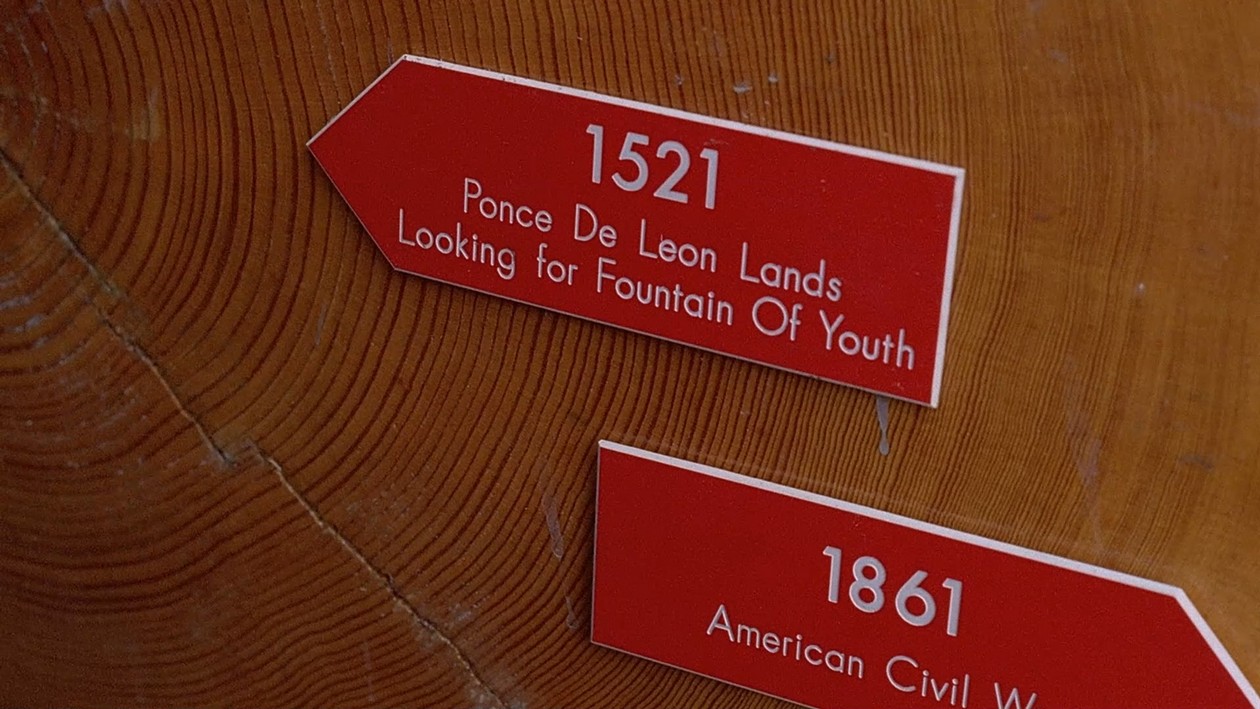 1521
Ponce De Leon Lands
Looking for Fountain Of Youth
1861
American Civil W